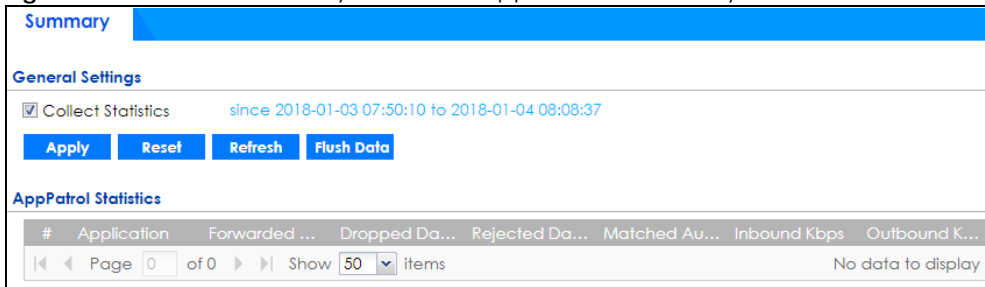 Summary
General Settings
Collect Statistics since 2018-01-03 07:50:10 to 2018-01-04 08:08:37
Apply Reset Refresh Flush Data
AppPatrol Statistics
# Application Forwarded ... Dropped Da... Rejected Da... Matched Au... Inbound Kbps Outbound K...
Page 0 of 0 Show 50 items No data to display